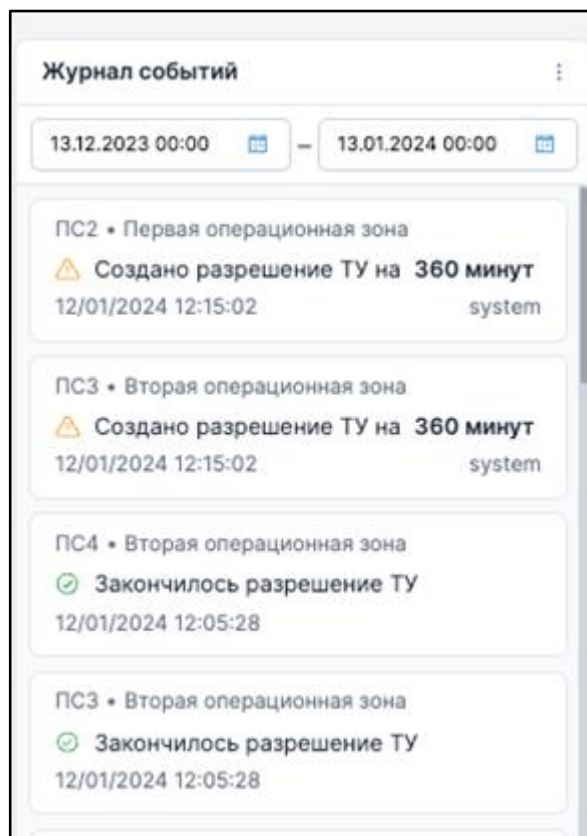 Журнал событий
13.12.2023 00:00 – 13.01.2024 00:00
ПС2 • Первая операционная зона
Создано разрешение ТУ на 360 минут
12/01/2024 12:15:02 system
ПС3 • Вторая операционная зона
Создано разрешение ТУ на 360 минут
12/01/2024 12:15:02 system
ПС4 • Вторая операционная зона
Закончилось разрешение ТУ
12/01/2024 12:05:28
ПС3 • Вторая операционная зона
Закончилось разрешение ТУ
12/01/2024 12:05:28